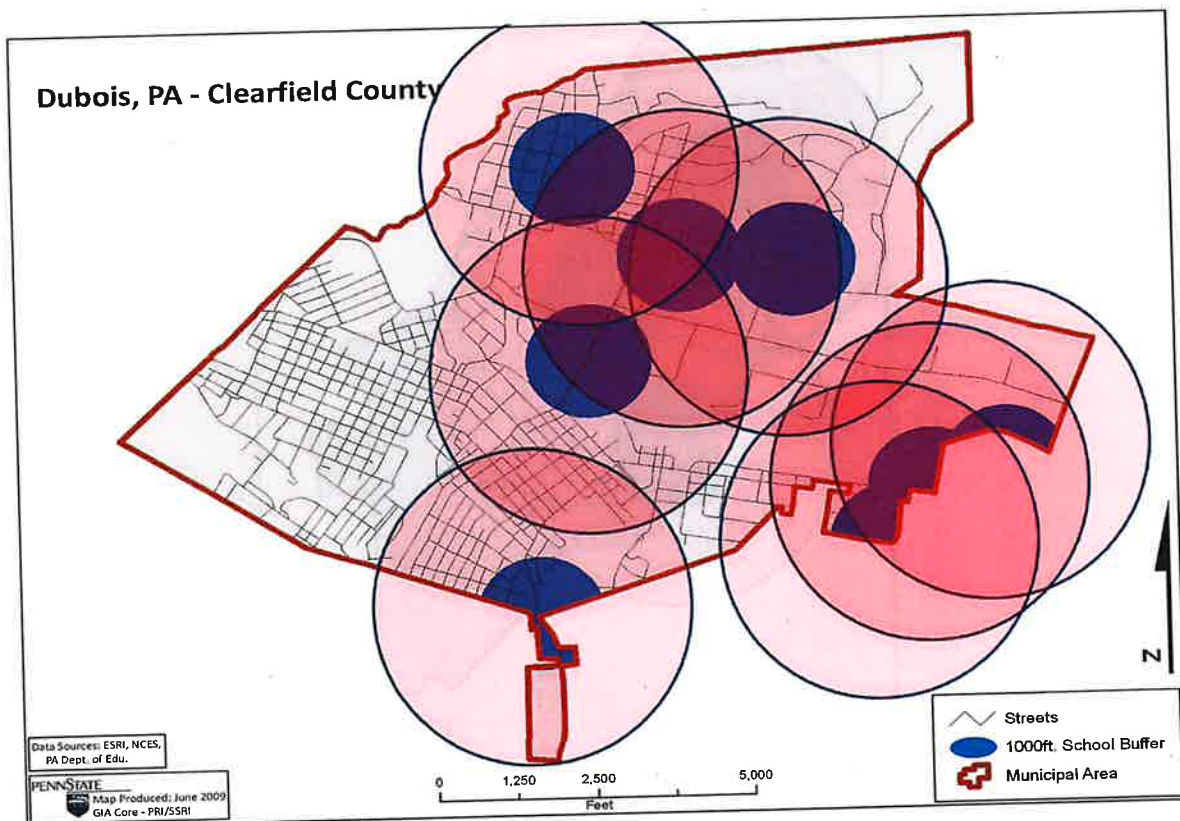 Dubois, PA - Clearfield County
N
Streets
1000ft. School Buffer
Municipal Area
Data Sources: ESRI, NCES,
PA Dept. of Edu.
PENNSTATE
Map Produced: June 2009
GIA Core - PRI/SSRI
0 1,250 2,500 5,000
Feet